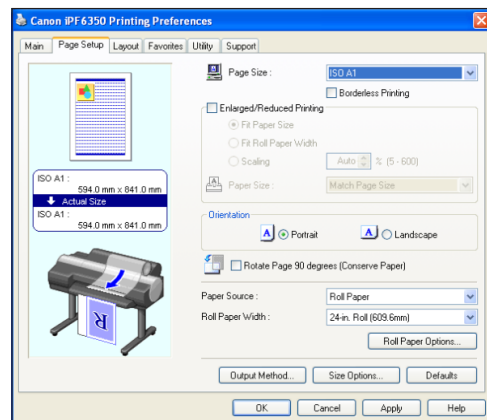 Canon iPF6350 Printing Preferences
Main Page Setup Layout Favorites Utility Support
Page Size : ISO A1
Borderless Printing
Enlarged/Reduced Printing
Fit Paper Size
Fit Roll Paper Width
Scaling Auto % (5 - 600)
Paper Size : Match Page Size
ISO A1 :
594.0 mm x 841.0 mm
Actual Size
ISO A1 :
594.0 mm x 841.0 mm
Orientation
A Portrait A Landscape
Rotate Page 90 degrees (Conserve Paper)
R
Paper Source : Roll Paper
Roll Paper Width : 24-in. Roll (609.6mm)
Roll Paper Options...
Output Method... Size Options... Defaults
OK Cancel Apply Help